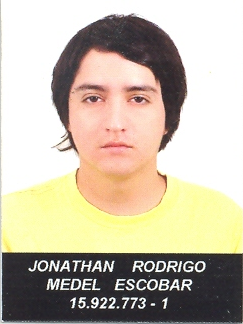 JONATHAN RODRIGO
MEDEL ESCOBAR
15.922.773 - 1